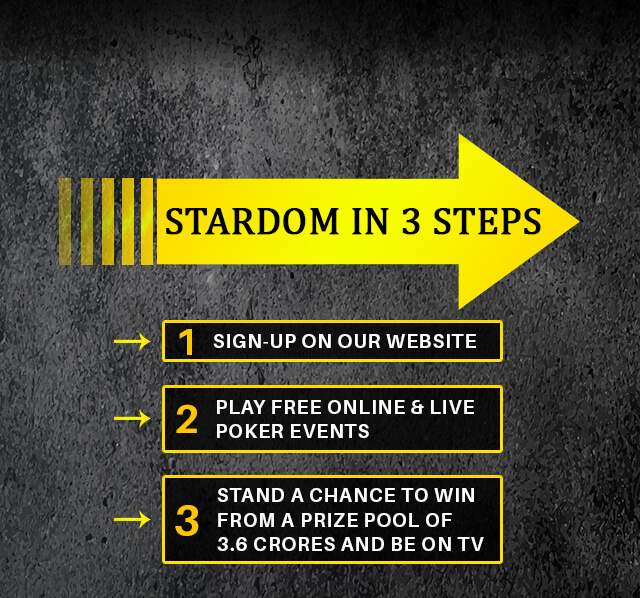 STARDOM IN 3 STEPS
1 SIGN-UP ON OUR WEBSITE
2 PLAY FREE ONLINE & LIVE
POKER EVENTS
3 STAND A CHANCE TO WIN
FROM A PRIZE POOL OF
3.6 CRORES AND BE ON TV